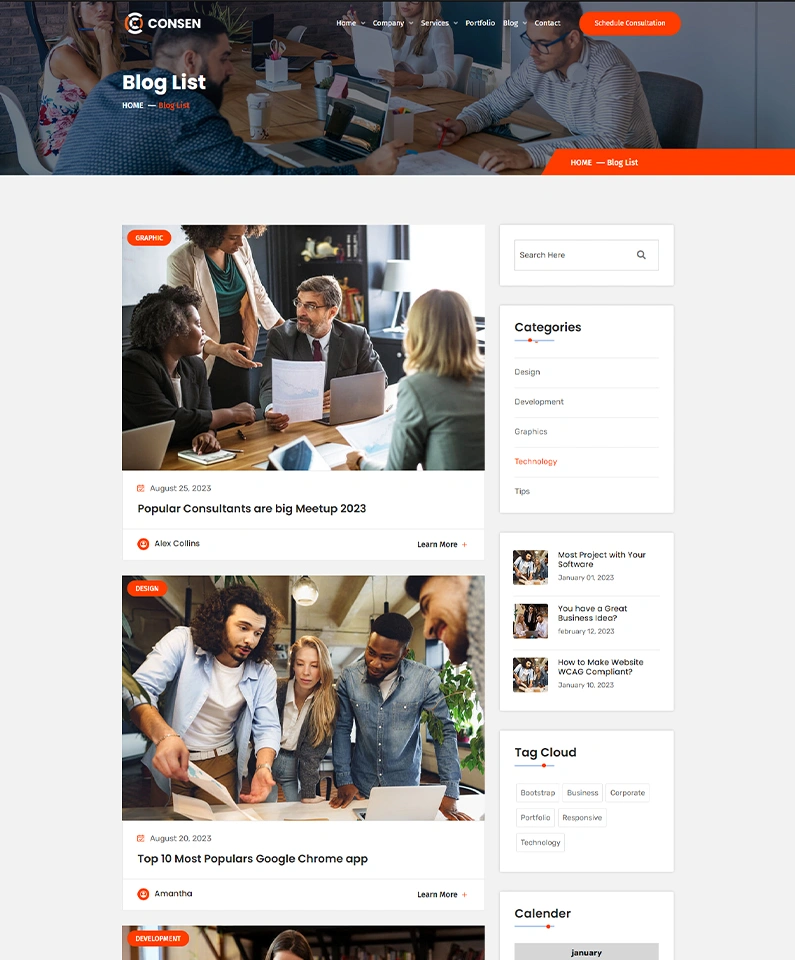 CONSEN
Home Company Services Portfolio Blog Contact
Schedule Consultation
Blog List
HOME — Blog List
HOME — Blog List
GRAPHIC
August 25, 2023
Popular Consultants are big Meetup 2023
Alex Collins
Learn More +
DESIGN
August 20, 2023
Top 10 Most Populars Google Chrome app
Amantha
Learn More +
DEVELOPMENT
Search Here
Categories
Design
Development
Graphics
Technology
Tips
Most Project with Your
Software
January 01, 2023
You have a Great
Business Idea?
february 12, 2023
How to Make Website
WCAG Compliant?
January 10, 2023
Tag Cloud
Bootstrap Business Corporate
Portfolio Responsive
Technology
Calender
january